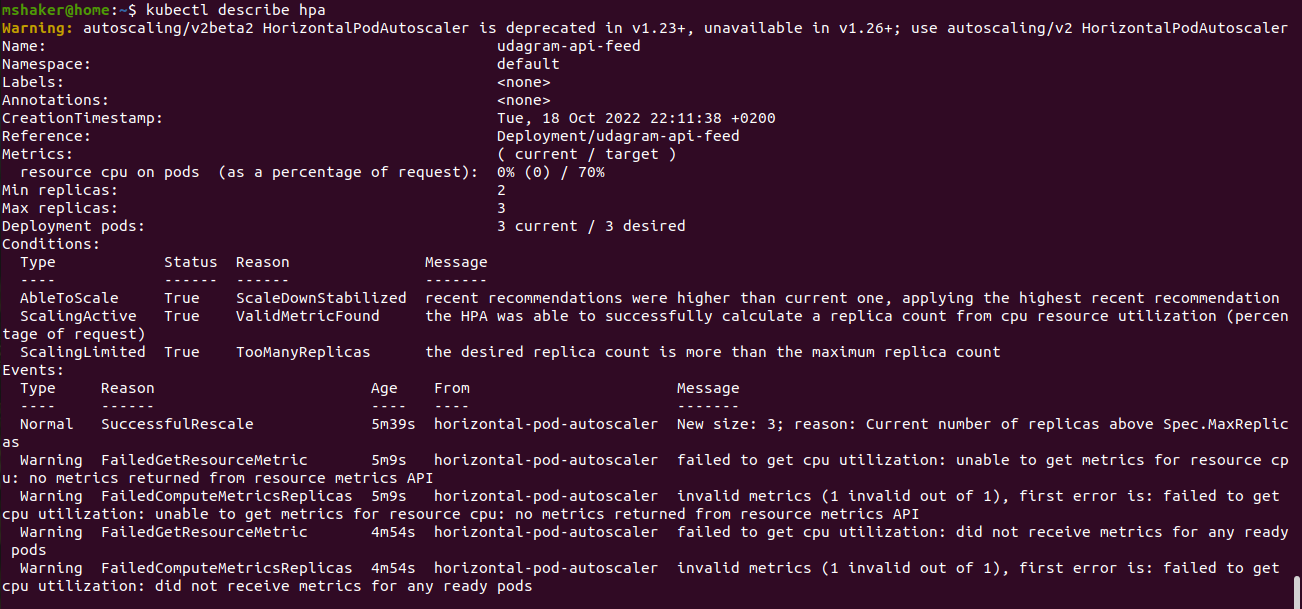 mshaker@home:~$ kubectl describe hpa
Warning: autoscaling/v2beta2 HorizontalPodAutoscaler is deprecated in v1.23+, unavailable in v1.26+; use autoscaling/v2 HorizontalPodAutoscaler
Name:                                                  udagram-api-feed
Namespace:                                             default
Labels:                                                <none>
Annotations:                                           <none>
CreationTimestamp:                                     Tue, 18 Oct 2022 22:11:38 +0200
Reference:                                             Deployment/udagram-api-feed
Metrics:                                               ( current / target )
  resource cpu on pods  (as a percentage of request):  0% (0) / 70%
Min replicas:                                          2
Max replicas:                                          3
Deployment pods:                                       3 current / 3 desired
Conditions:
  Type            Status  Reason               Message
  ----            ------  ------               -------
  AbleToScale     True    ScaleDownStabilized  recent recommendations were higher than current one, applying the highest recent recommendation
  ScalingActive   True    ValidMetricFound     the HPA was able to successfully calculate a replica count from cpu resource utilization (percen
tage of request)
  ScalingLimited  True    TooManyReplicas      the desired replica count is more than the maximum replica count
Events:
  Type     Reason                        Age    From                       Message
  ----     ------                        ----   ----                       -------
  Normal   SuccessfulRescale             5m39s  horizontal-pod-autoscaler  New size: 3; reason: Current number of replicas above Spec.MaxReplic
as
  Warning  FailedGetResourceMetric       5m9s   horizontal-pod-autoscaler  failed to get cpu utilization: unable to get metrics for resource cp
u: no metrics returned from resource metrics API
  Warning  FailedComputeMetricsReplicas  5m9s   horizontal-pod-autoscaler  invalid metrics (1 invalid out of 1), first error is: failed to get
cpu utilization: unable to get metrics for resource cpu: no metrics returned from resource metrics API
  Warning  FailedGetResourceMetric       4m54s  horizontal-pod-autoscaler  failed to get cpu utilization: did not receive metrics for any ready
 pods
  Warning  FailedComputeMetricsReplicas  4m54s  horizontal-pod-autoscaler  invalid metrics (1 invalid out of 1), first error is: failed to get
cpu utilization: did not receive metrics for any ready pods